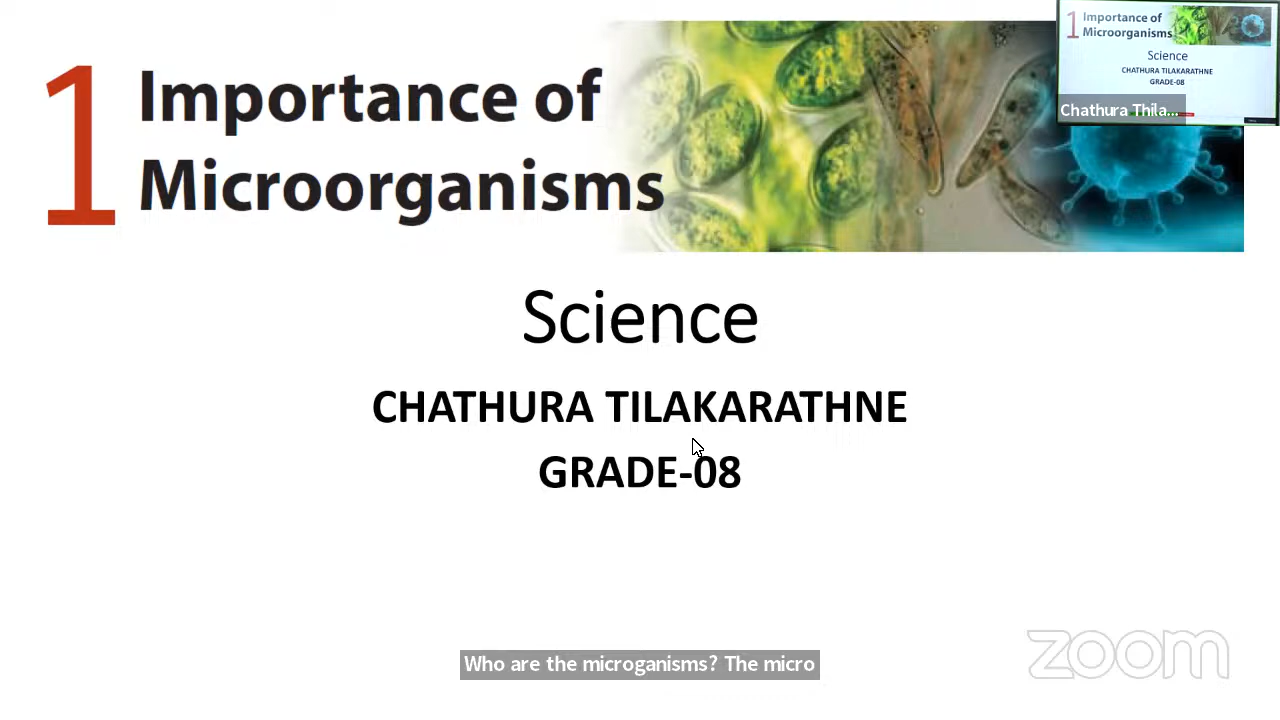 1
Importance of
Microorganisms
Science
CHATHURA TILAKARATHNE
GRADE-08
1
Importance of
Microorganisms
Science
CHATHURA TILAKARATHNE
GRADE-08
Chathura Thila...
Who are the microganisms? The micro
zoom